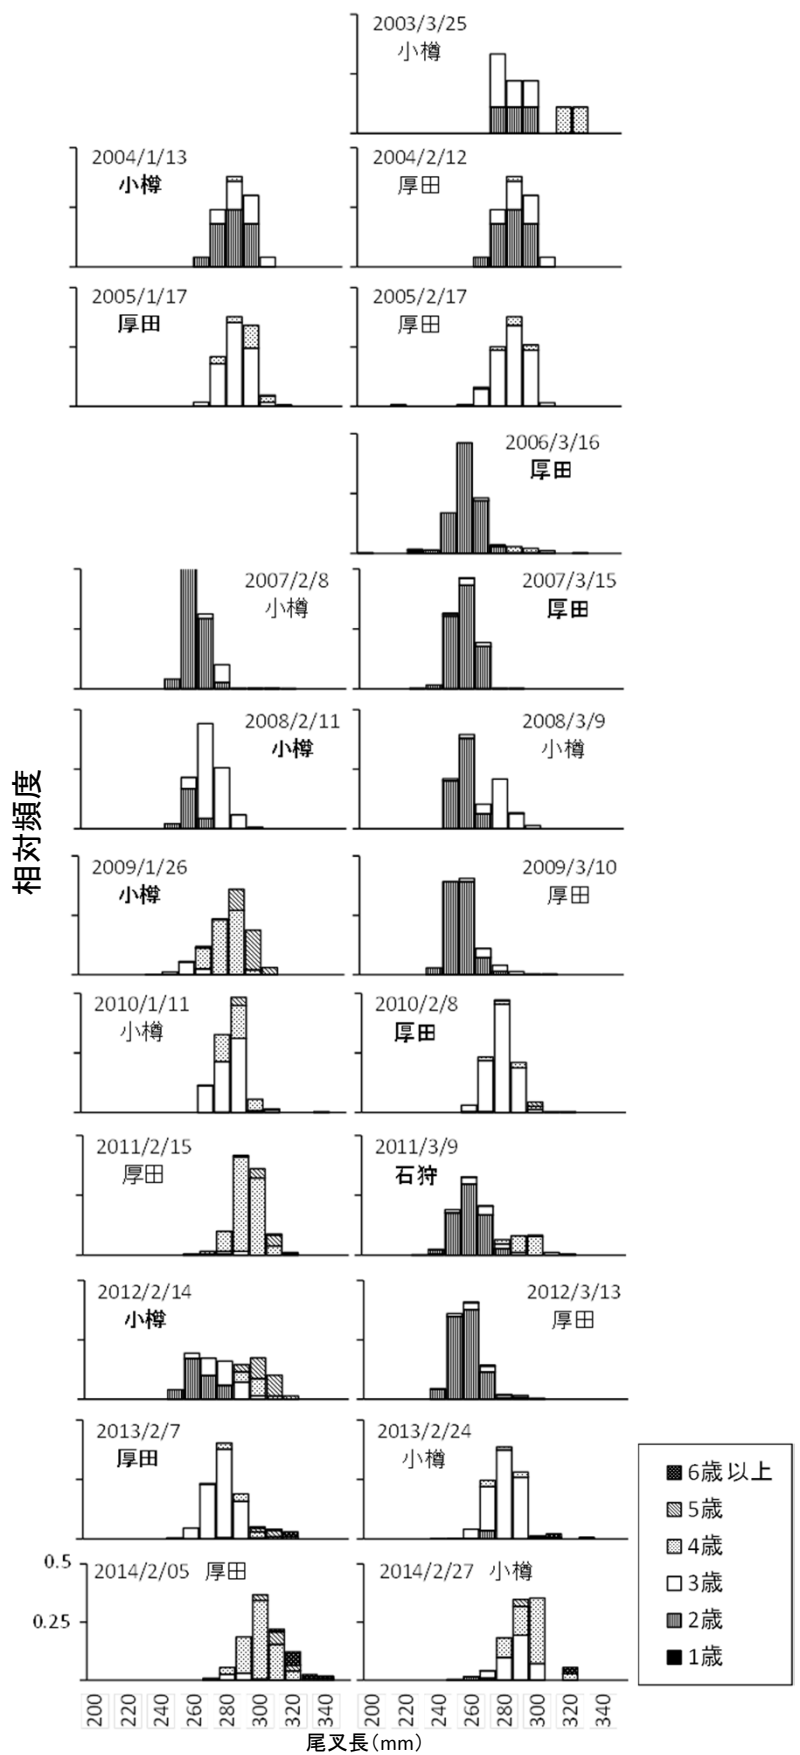 2003/3/25
小樽
2004/1/13
小樽
2004/2/12
厚田
2005/1/17
厚田
2005/2/17
厚田
2006/3/16
厚田
2007/2/8
小樽
2007/3/15
厚田
2008/2/11
小樽
2008/3/9
小樽
相対頻度
2009/1/26
小樽
2009/3/10
厚田
2010/1/11
小樽
2010/2/8
厚田
2011/2/15
厚田
2011/3/9
石狩
2012/2/14
小樽
2012/3/13
厚田
2013/2/7
厚田
2013/2/24
小樽
6歳以上
5歳
4歳
3歳
2歳
1歳
0.5
0.25
2014/2/05 厚田
2014/2/27 小樽
200 220 240 260 280 300 320 340
200 220 240 260 280 300 320 340
尾叉長(mm)